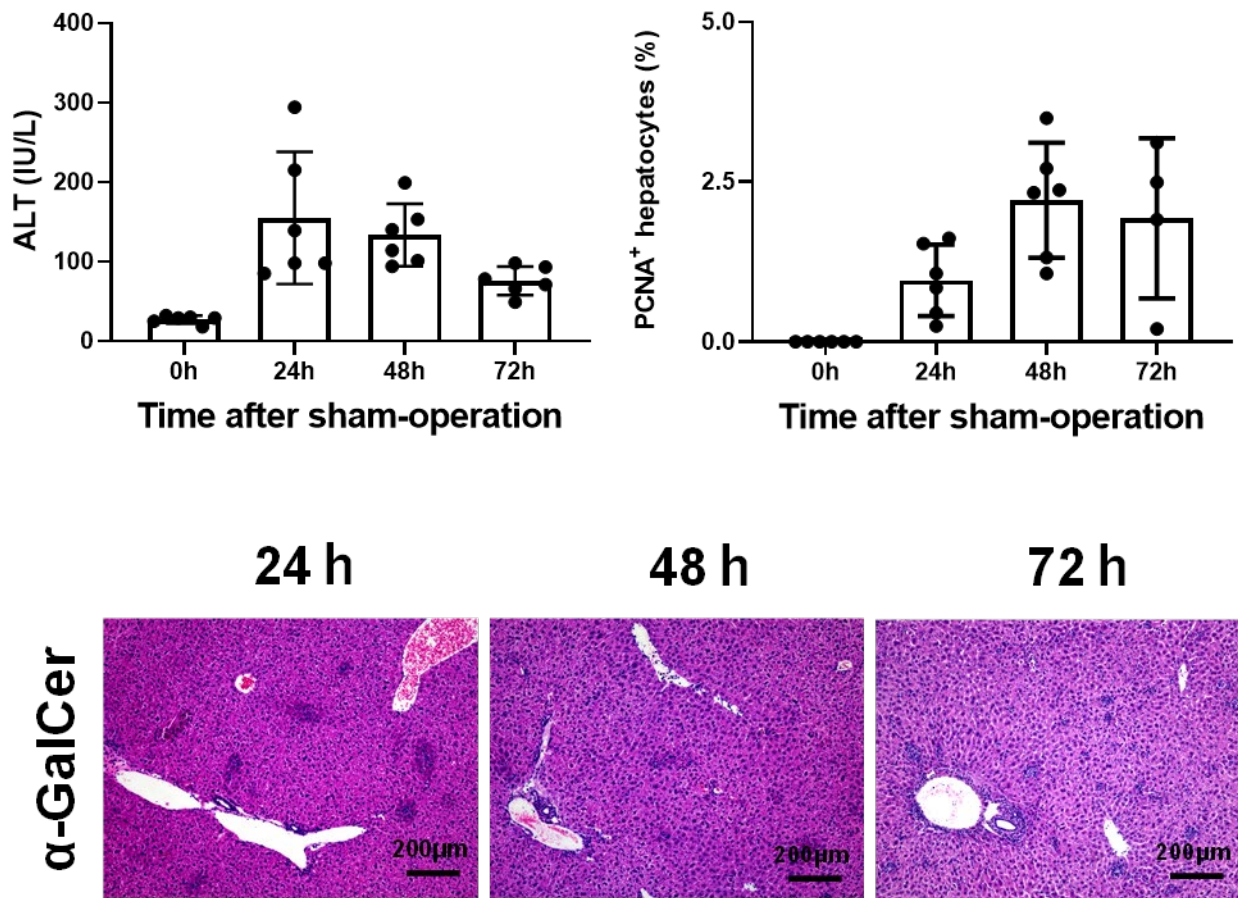 400
300
200
100
0
ALT (IU/L)
0h 24h 48h 72h
Time after sham-operation
5.0
2.5
0.0
PCNA+ hepatocytes (%)
0h 24h 48h 72h
Time after sham-operation
24 h 48 h 72 h
α-GalCer
200μm 200μm 200μm